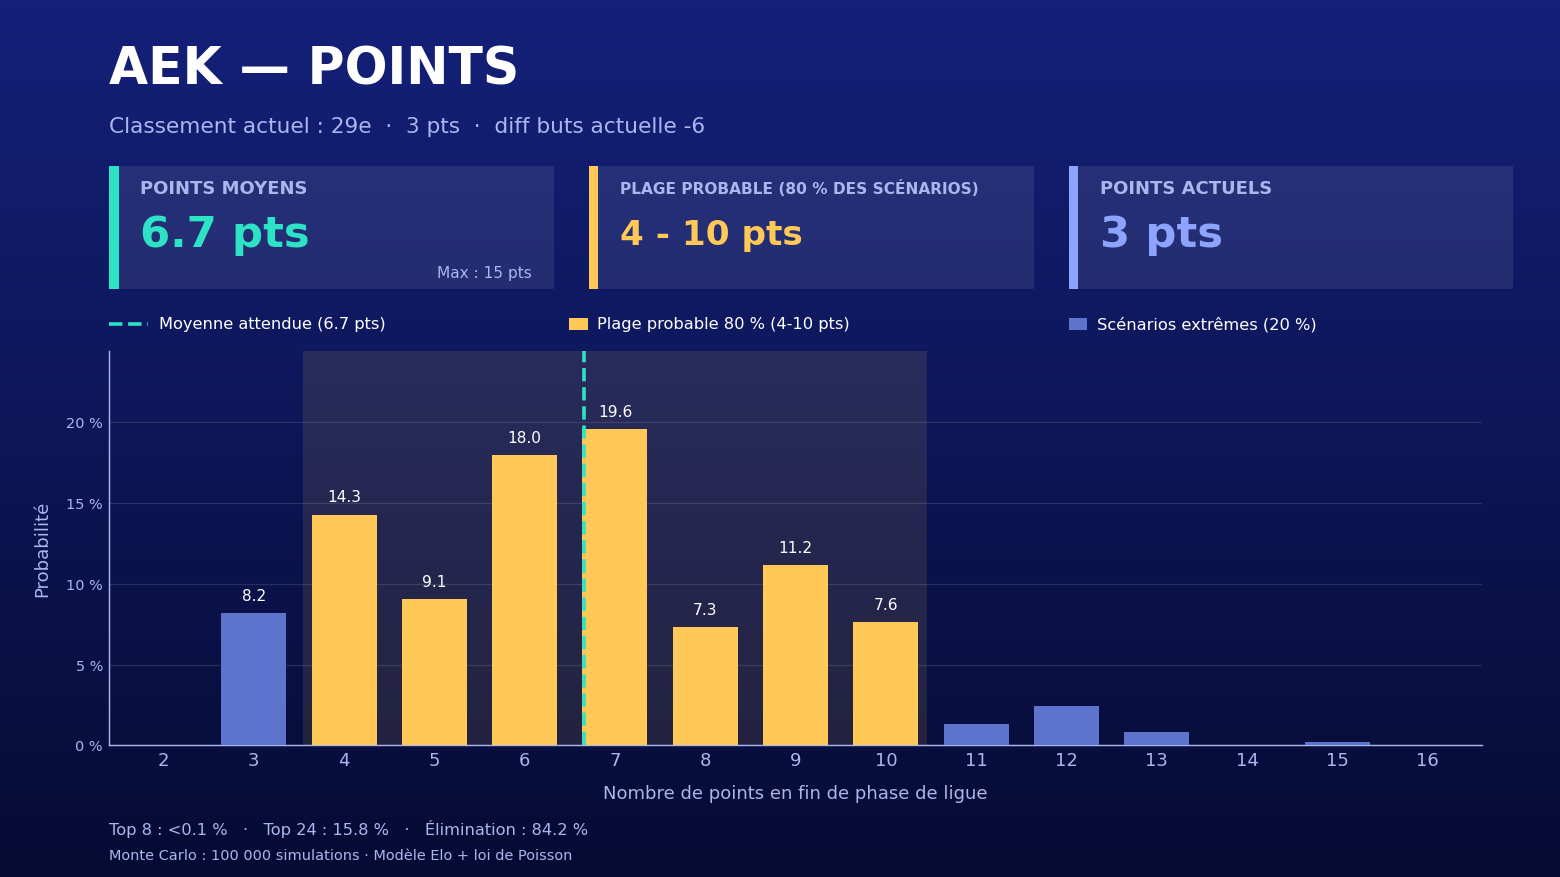 AEK — POINTS
Classement actuel : 29e · 3 pts · diff buts actuelle -6
POINTS MOYENS
6.7 pts
Max : 15 pts
PLAGE PROBABLE (80 % DES SCÉNARIOS)
4 - 10 pts
POINTS ACTUELS
3 pts
Moyenne attendue (6.7 pts)
Plage probable 80 % (4-10 pts)
Scénarios extrêmes (20 %)
Probabilité
20 %
15 %
10 %
5 %
0 %
8.2
14.3
9.1
18.0
19.6
7.3
11.2
7.6
2 3 4 5 6 7 8 9 10 11 12 13 14 15 16
Nombre de points en fin de phase de ligue
Top 8 : <0.1 % · Top 24 : 15.8 % · Élimination : 84.2 %
Monte Carlo : 100 000 simulations · Modèle Elo + loi de Poisson